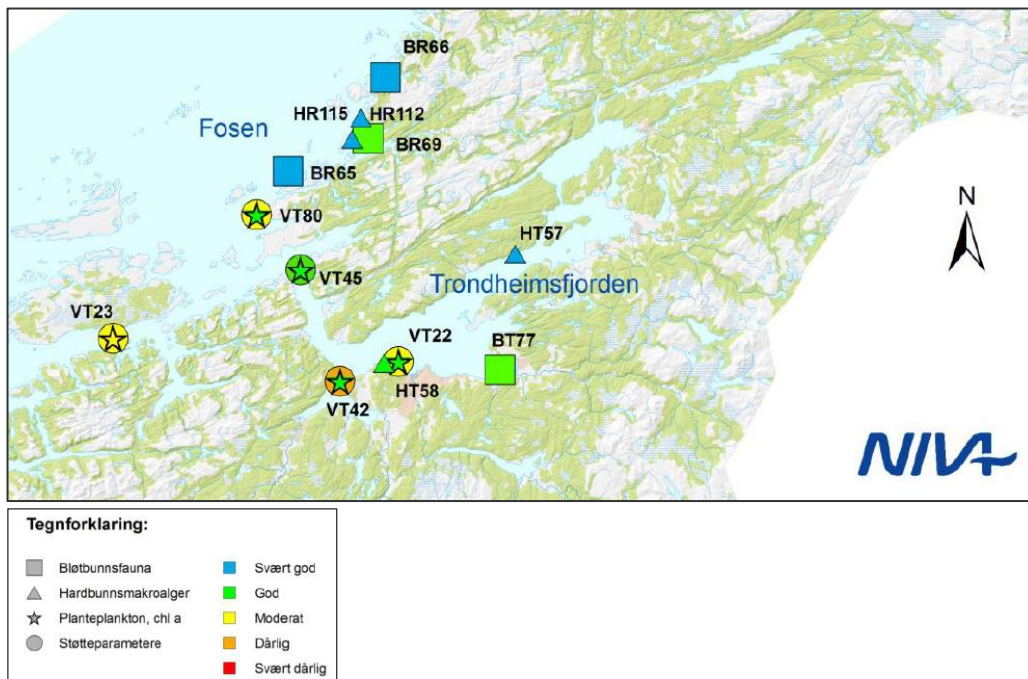 BR66
HR115
HR112
Fosen
BR69
BR65
VT80
N
HT57
VT45
Trondheimsfjorden
VT23
VT22
BT77
HT58
VT42
NIVA
Tegnforklaring:
Bløtbunnsfauna
Svært god
Hardbunnsmakroalger
God
Planteplankton, chl a
Moderat
Støtteparametere
Dårlig
Svært dårlig